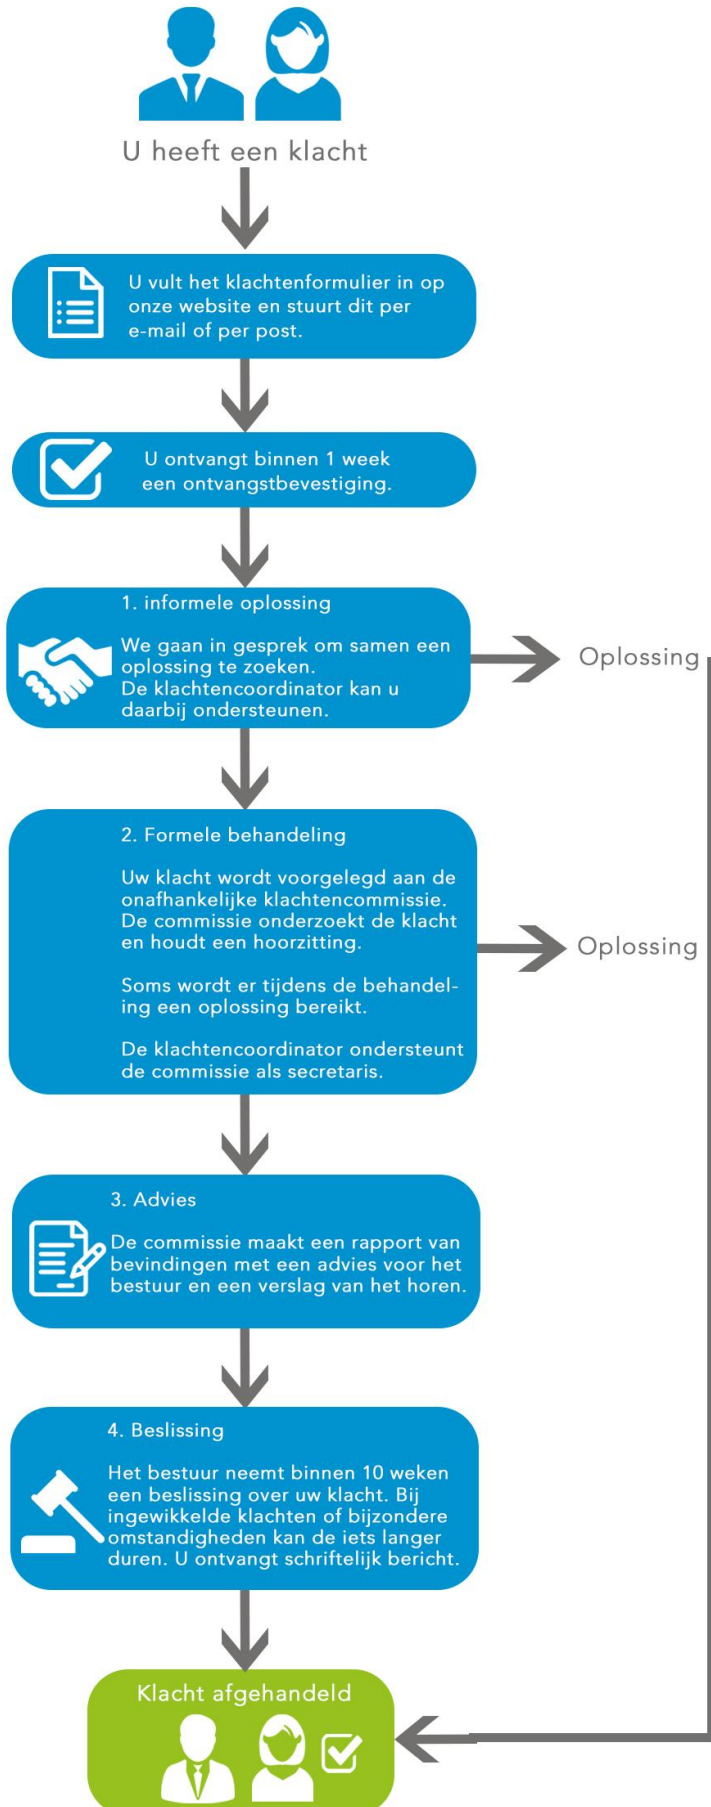 U heeft een klacht
U vult het klachtenformulier in op
onze website en stuurt dit per
e-mail of per post.
U ontvangt binnen 1 week
een ontvangstbevestiging.
1. informele oplossing
We gaan in gesprek om samen een
oplossing te zoeken.
De klachtencoordinator kan u
daarbij ondersteunen.
Oplossing
2. Formele behandeling
Uw klacht wordt voorgelegd aan de
onafhankelijke klachtencommissie.
De commissie onderzoekt de klacht
en houdt een hoorzitting.
Soms wordt er tijdens de behandel-
ing een oplossing bereikt.
De klachtencoordinator ondersteunt
de commissie als secretaris.
Oplossing
3. Advies
De commissie maakt een rapport van
bevindingen met een advies voor het
bestuur en een verslag van het horen.
4. Beslissing
Het bestuur neemt binnen 10 weken
een beslissing over uw klacht. Bij
ingewikkelde klachten of bijzondere
omstandigheden kan de iets langer
duren. U ontvangt schriftelijk bericht.
Klacht afgehandeld